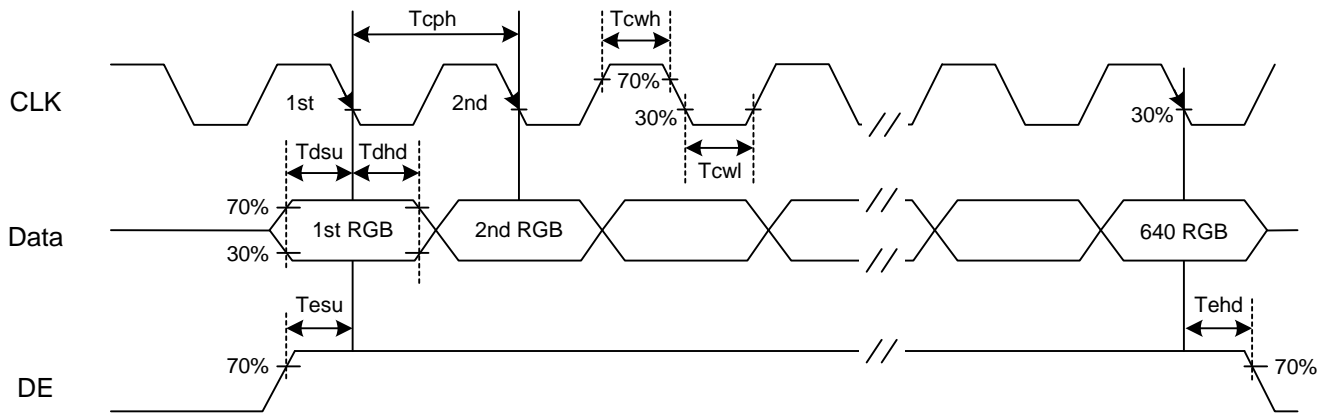 Tcph
Tcwh
CLK
1st
2nd
70%
30%
30%
Tcwl
Tdsu
Tdhd
Data
70%
30%
1st RGB
2nd RGB
640 RGB
Tesu
Tehd
DE
70%
70%